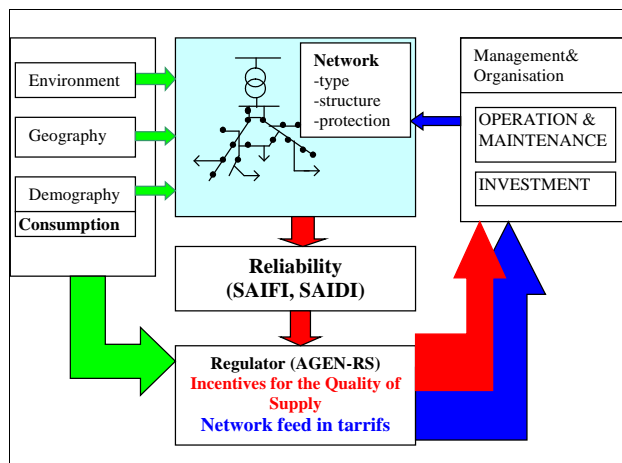 Environment
Geography
Demography
Consumption
Network
-type
-structure
-protection
Management&
Organisation
OPERATION &
MAINTENANCE
INVESTMENT
Reliability
(SAIFI, SAIDI)
Regulator (AGEN-RS)
Incentives for the Quality of
Supply
Network feed in tarrifs